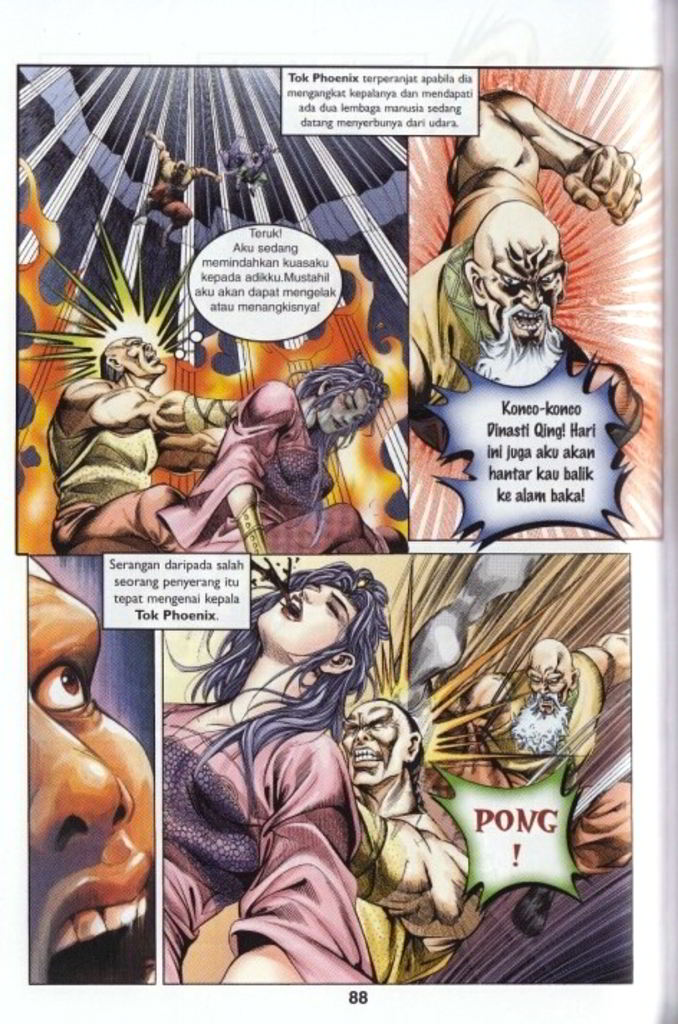 Tok Phoenix terperanjat apabila dia
mengangkat kepalanya dan mendapati
ada dua lembaga manusia sedang
datang menyerbunya dari udara.
Teruk!
Aku sedang
memindahkan kuasaku
kepada adikku.Mustahil
aku akan dapat mengelak
atau menangkisnya!
Konco-konco
Dinasti Qing! Hari
ini juga aku akan
hantar kau balik
ke alam baka!
Serangan daripada salah
seorang penyerang itu
tepat mengenai kepala
Tok Phoenix.
PONG
!
88